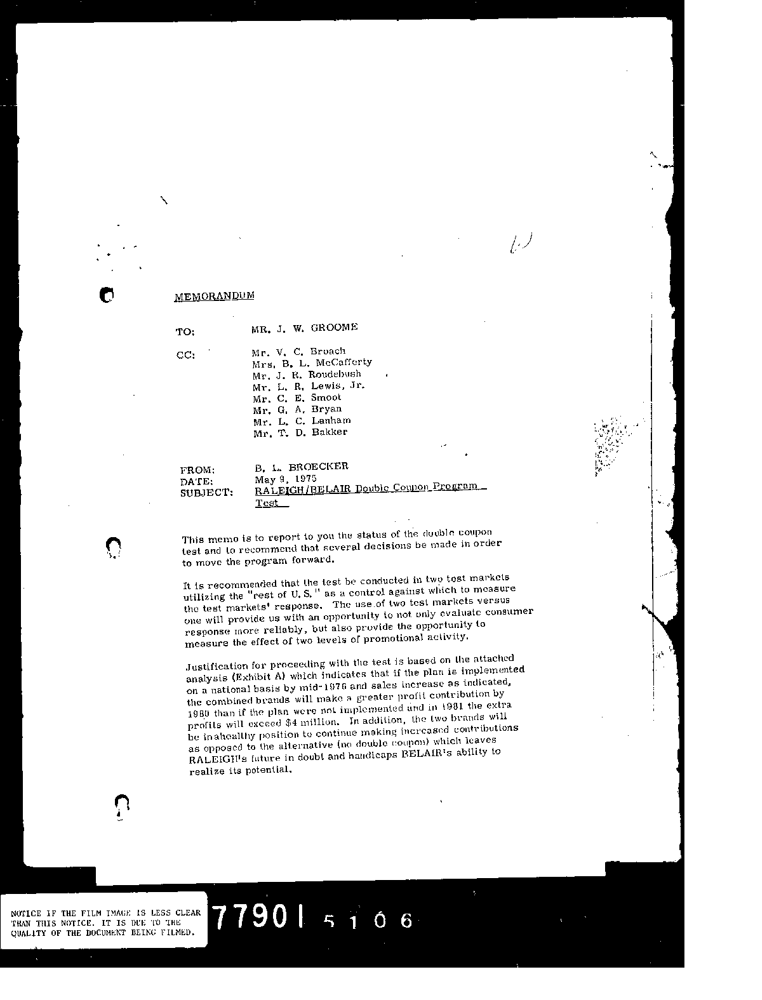 MEMORANDUM
TO: MR. J. W. GROOME
CC: Mr. V. C. Broach
Mrs. B. L. McCafferty
Mr. J. R. Roudebush
Mr. L. R. Lewis, Jr.
Mr. C. E. Smoot
Mr. G. A. Bryan
Mr. L. C. Lanham
Mr. T. D. Bakker
FROM: B. L. BROECKER
DATE: May 9, 1975
SUBJECT: RALEIGH/BELAIR Double Coupon Program
Test
This memo is to report to you the status of the double coupon
test and to recommend that several decisions be made in order
to move the program forward.
It is recommended that the test be conducted in two test markets
utilizing the "rest of U.S." as a control against which to measure
the test markets' response. The use of two test markets versus
one will provide us with an opportunity to not only evaluate consumer
response more reliably, but also provide the opportunity to
measure the effect of two levels of promotional activity.
Justification for proceeding with the test is based on the attached
analysis (Exhibit A) which indicates that if the plan is implemented
on a national basis by mid-1976 and sales increase as indicated,
the combined brands will make a greater profit contribution by
1980 than if the plan were not implemented and in 1981 the extra
profits will exceed $4 million. In addition, the two brands will
be inahealthy position to continue making increased contributions
as opposed to the alternative (no double coupon) which leaves
RALEIGH's future in doubt and handicaps BELAIR's ability to
realize its potential.
NOTICE IF THE FILM IMAGE IS LESS CLEAR
THAN THIS NOTICE. IT IS DUE TO THE
QUALITY OF THE DOCUMENT BEING FILMED.
77901 5106